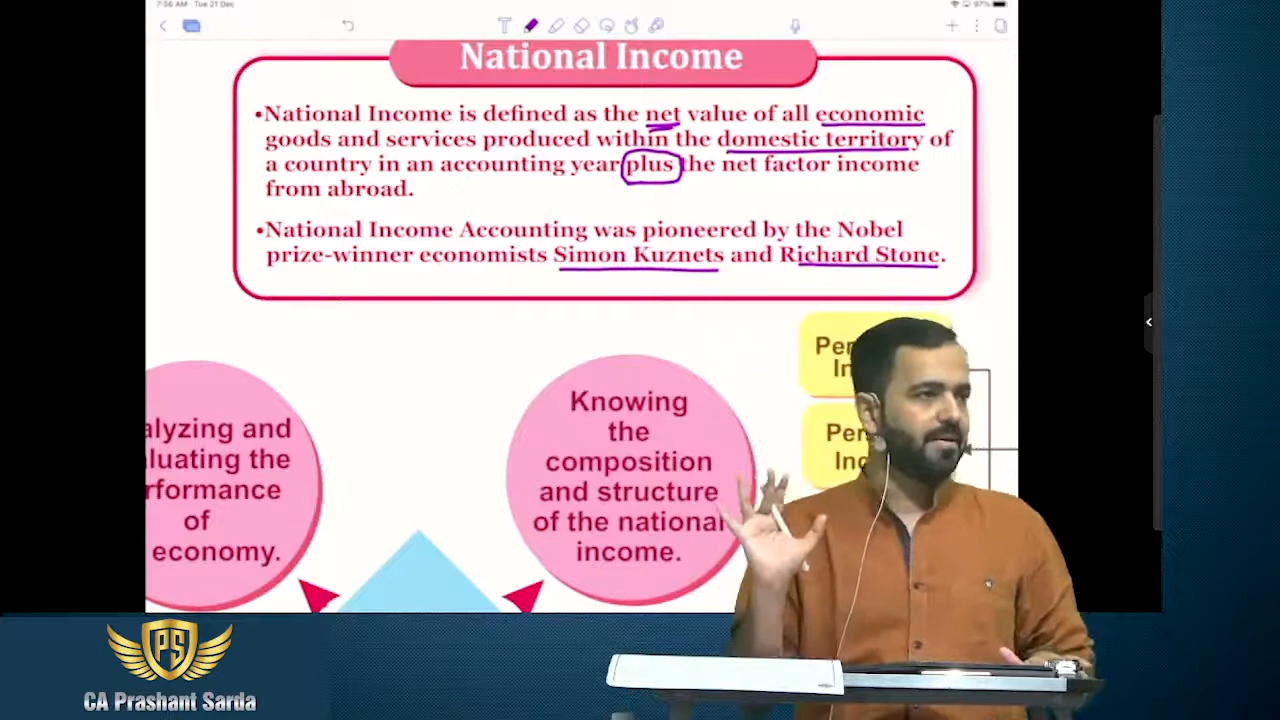 7:56 AM Tue 21 Dec
97%
National Income
•National Income is defined as the net value of all economic
goods and services produced within the domestic territory of
a country in an accounting year plus the net factor income
from abroad.
•National Income Accounting was pioneered by the Nobel
prize-winner economists Simon Kuznets and Richard Stone.
alyzing and
luating the
rformance
of
economy.
Knowing
the
composition
and structure
of the national
income.
Per
In
Per
Inc
PS
CA Prashant Sarda